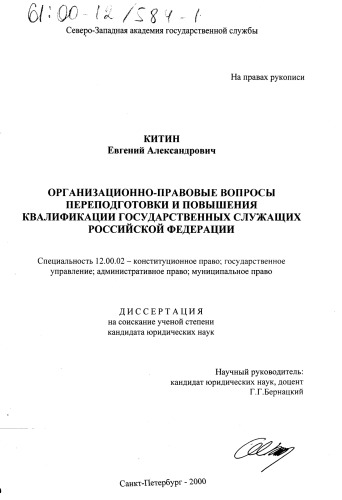 61:00-12/584-1
Северо-Западная академия государственной службы
На правах рукописи
КИТИН
Евгений Александрович
ОРГАНИЗАЦИОННО-ПРАВОВЫЕ ВОПРОСЫ
ПЕРЕПОДГОТОВКИ И ПОВЫШЕНИЯ
КВАЛИФИКАЦИИ ГОСУДАРСТВЕННЫХ СЛУЖАЩИХ
РОССИЙСКОЙ ФЕДЕРАЦИИ
Специальность 12.00.02 – конституционное право; государственное
управление; административное право; муниципальное право
ДИССЕРТАЦИЯ
на соискание ученой степени
кандидата юридических наук
Научный руководитель:
кандидат юридических наук, доцент
Г.Г.Бернацкий
Санкт-Петербург - 2000